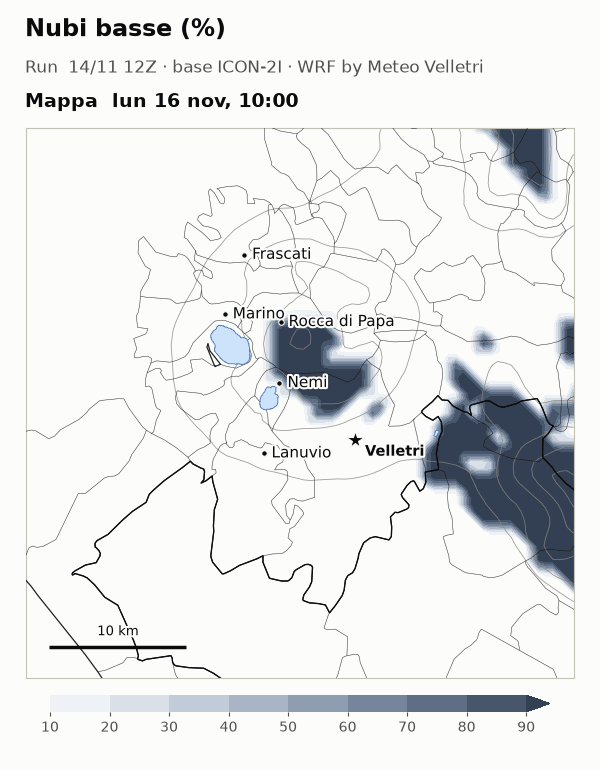 Nubi basse (%)
Run  14/11 12Z · base ICON-2I · WRF by Meteo Velletri
Mappa  lun 16 nov, 10:00
Frascati
Marino
Rocca di Papa
Nemi
Velletri
Lanuvio
10 km
10 20 30 40 50 60 70 80 90